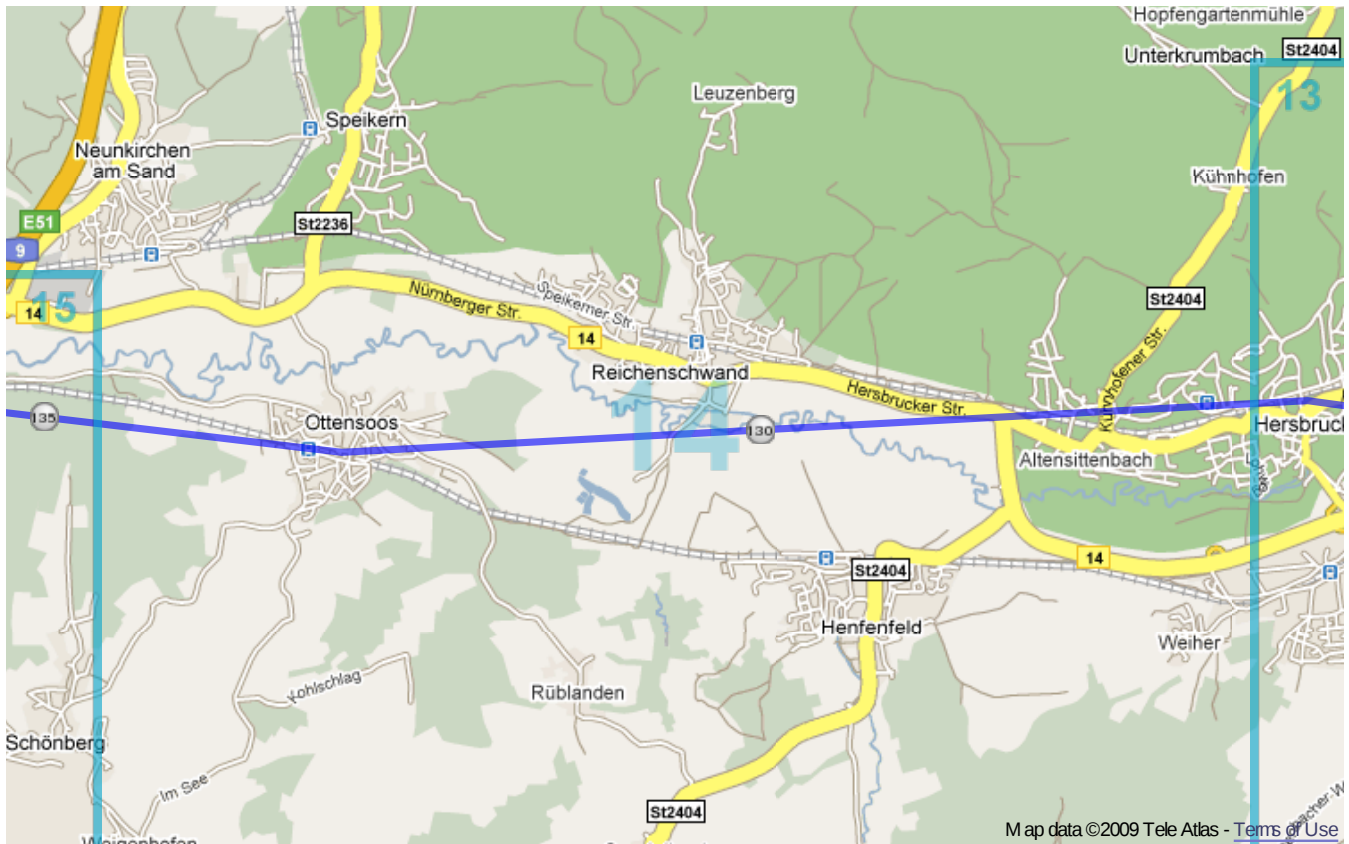 Hopfengartenmühle
Unterkrumbach
St2404
13
Leuzenberg
Speikern
Neunkirchen
am Sand
Kühnhofen
E51
St2236
9
15
14
Nürnberger Str.
Speikerner Str.
St2404
14
Kuhnhofener Str.
Reichenschwand
Hersbrucker Str.
14
135
Ottensoos
130
Hersbruck
Altensittenbach
14
St2404
Henfenfeld
Weiher
Kohlschlag
Rüblanden
Schönberg
Im See
St2404
Weigenhofen
Map data ©2009 Tele Atlas - Terms of Use